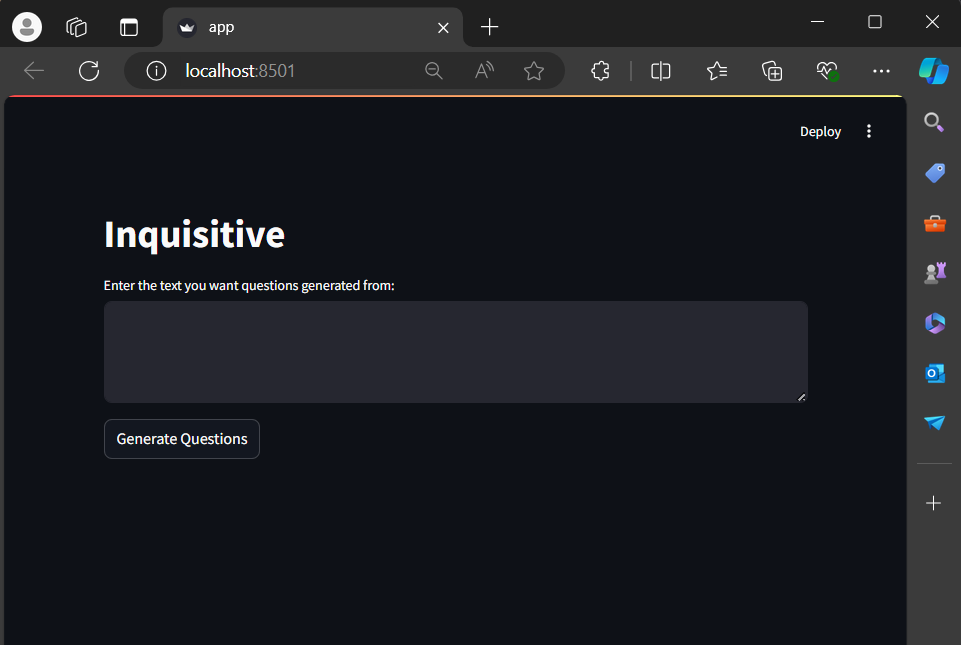 app
localhost:8501
Deploy
Inquisitive
Enter the text you want questions generated from:
Generate Questions